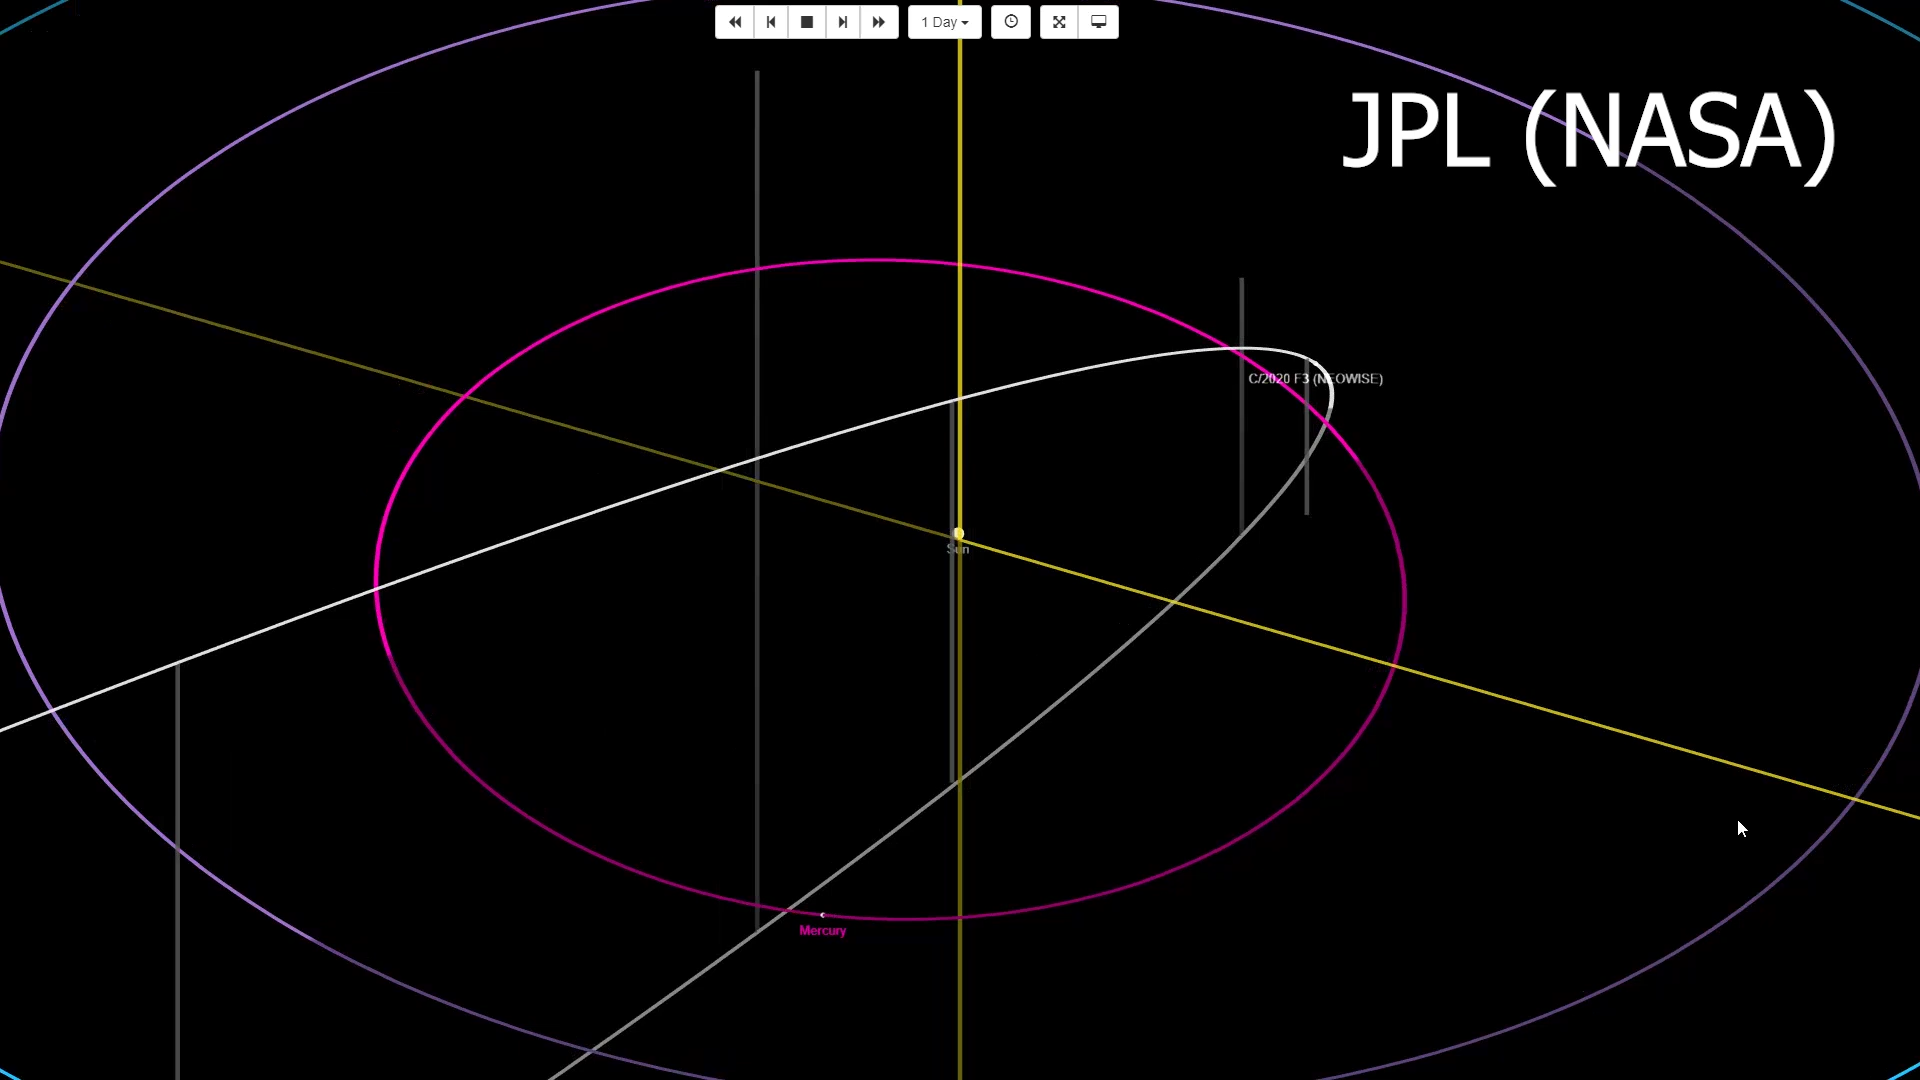 1 Day
JPL (NASA)
C/2020 F3 (NEOWISE)
Sun
Mercury